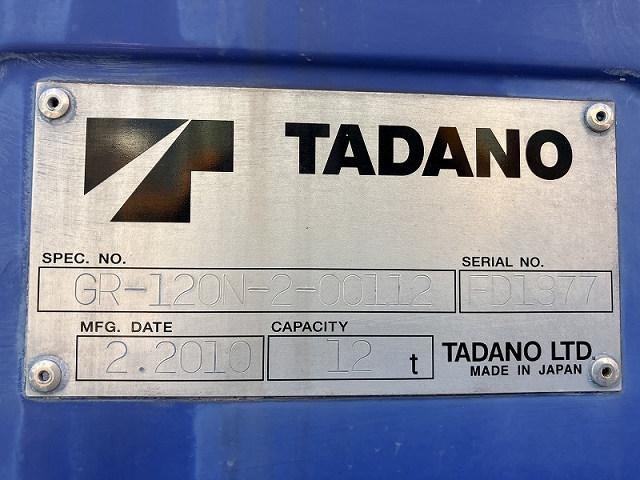 TADANO
SPEC. NO. SERIAL NO.
GR-120N-2-00112 FD1377
MFG. DATE CAPACITY
2.2010 12 t TADANO LTD.
MADE IN JAPAN